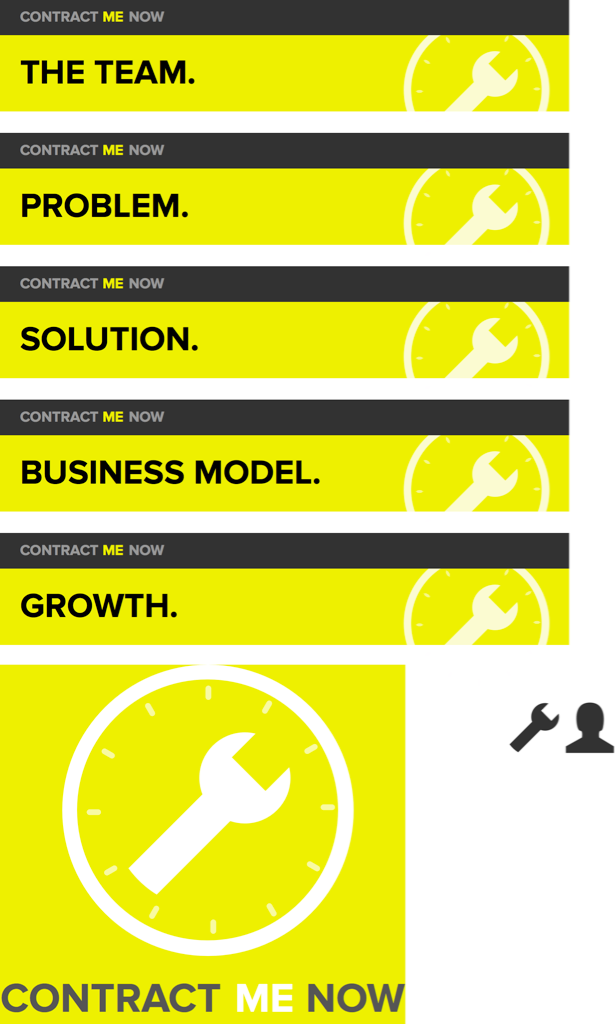 CONTRACT ME NOW
THE TEAM.
CONTRACT ME NOW
PROBLEM.
CONTRACT ME NOW
SOLUTION.
CONTRACT ME NOW
BUSINESS MODEL.
CONTRACT ME NOW
GROWTH.
CONTRACT ME NOW